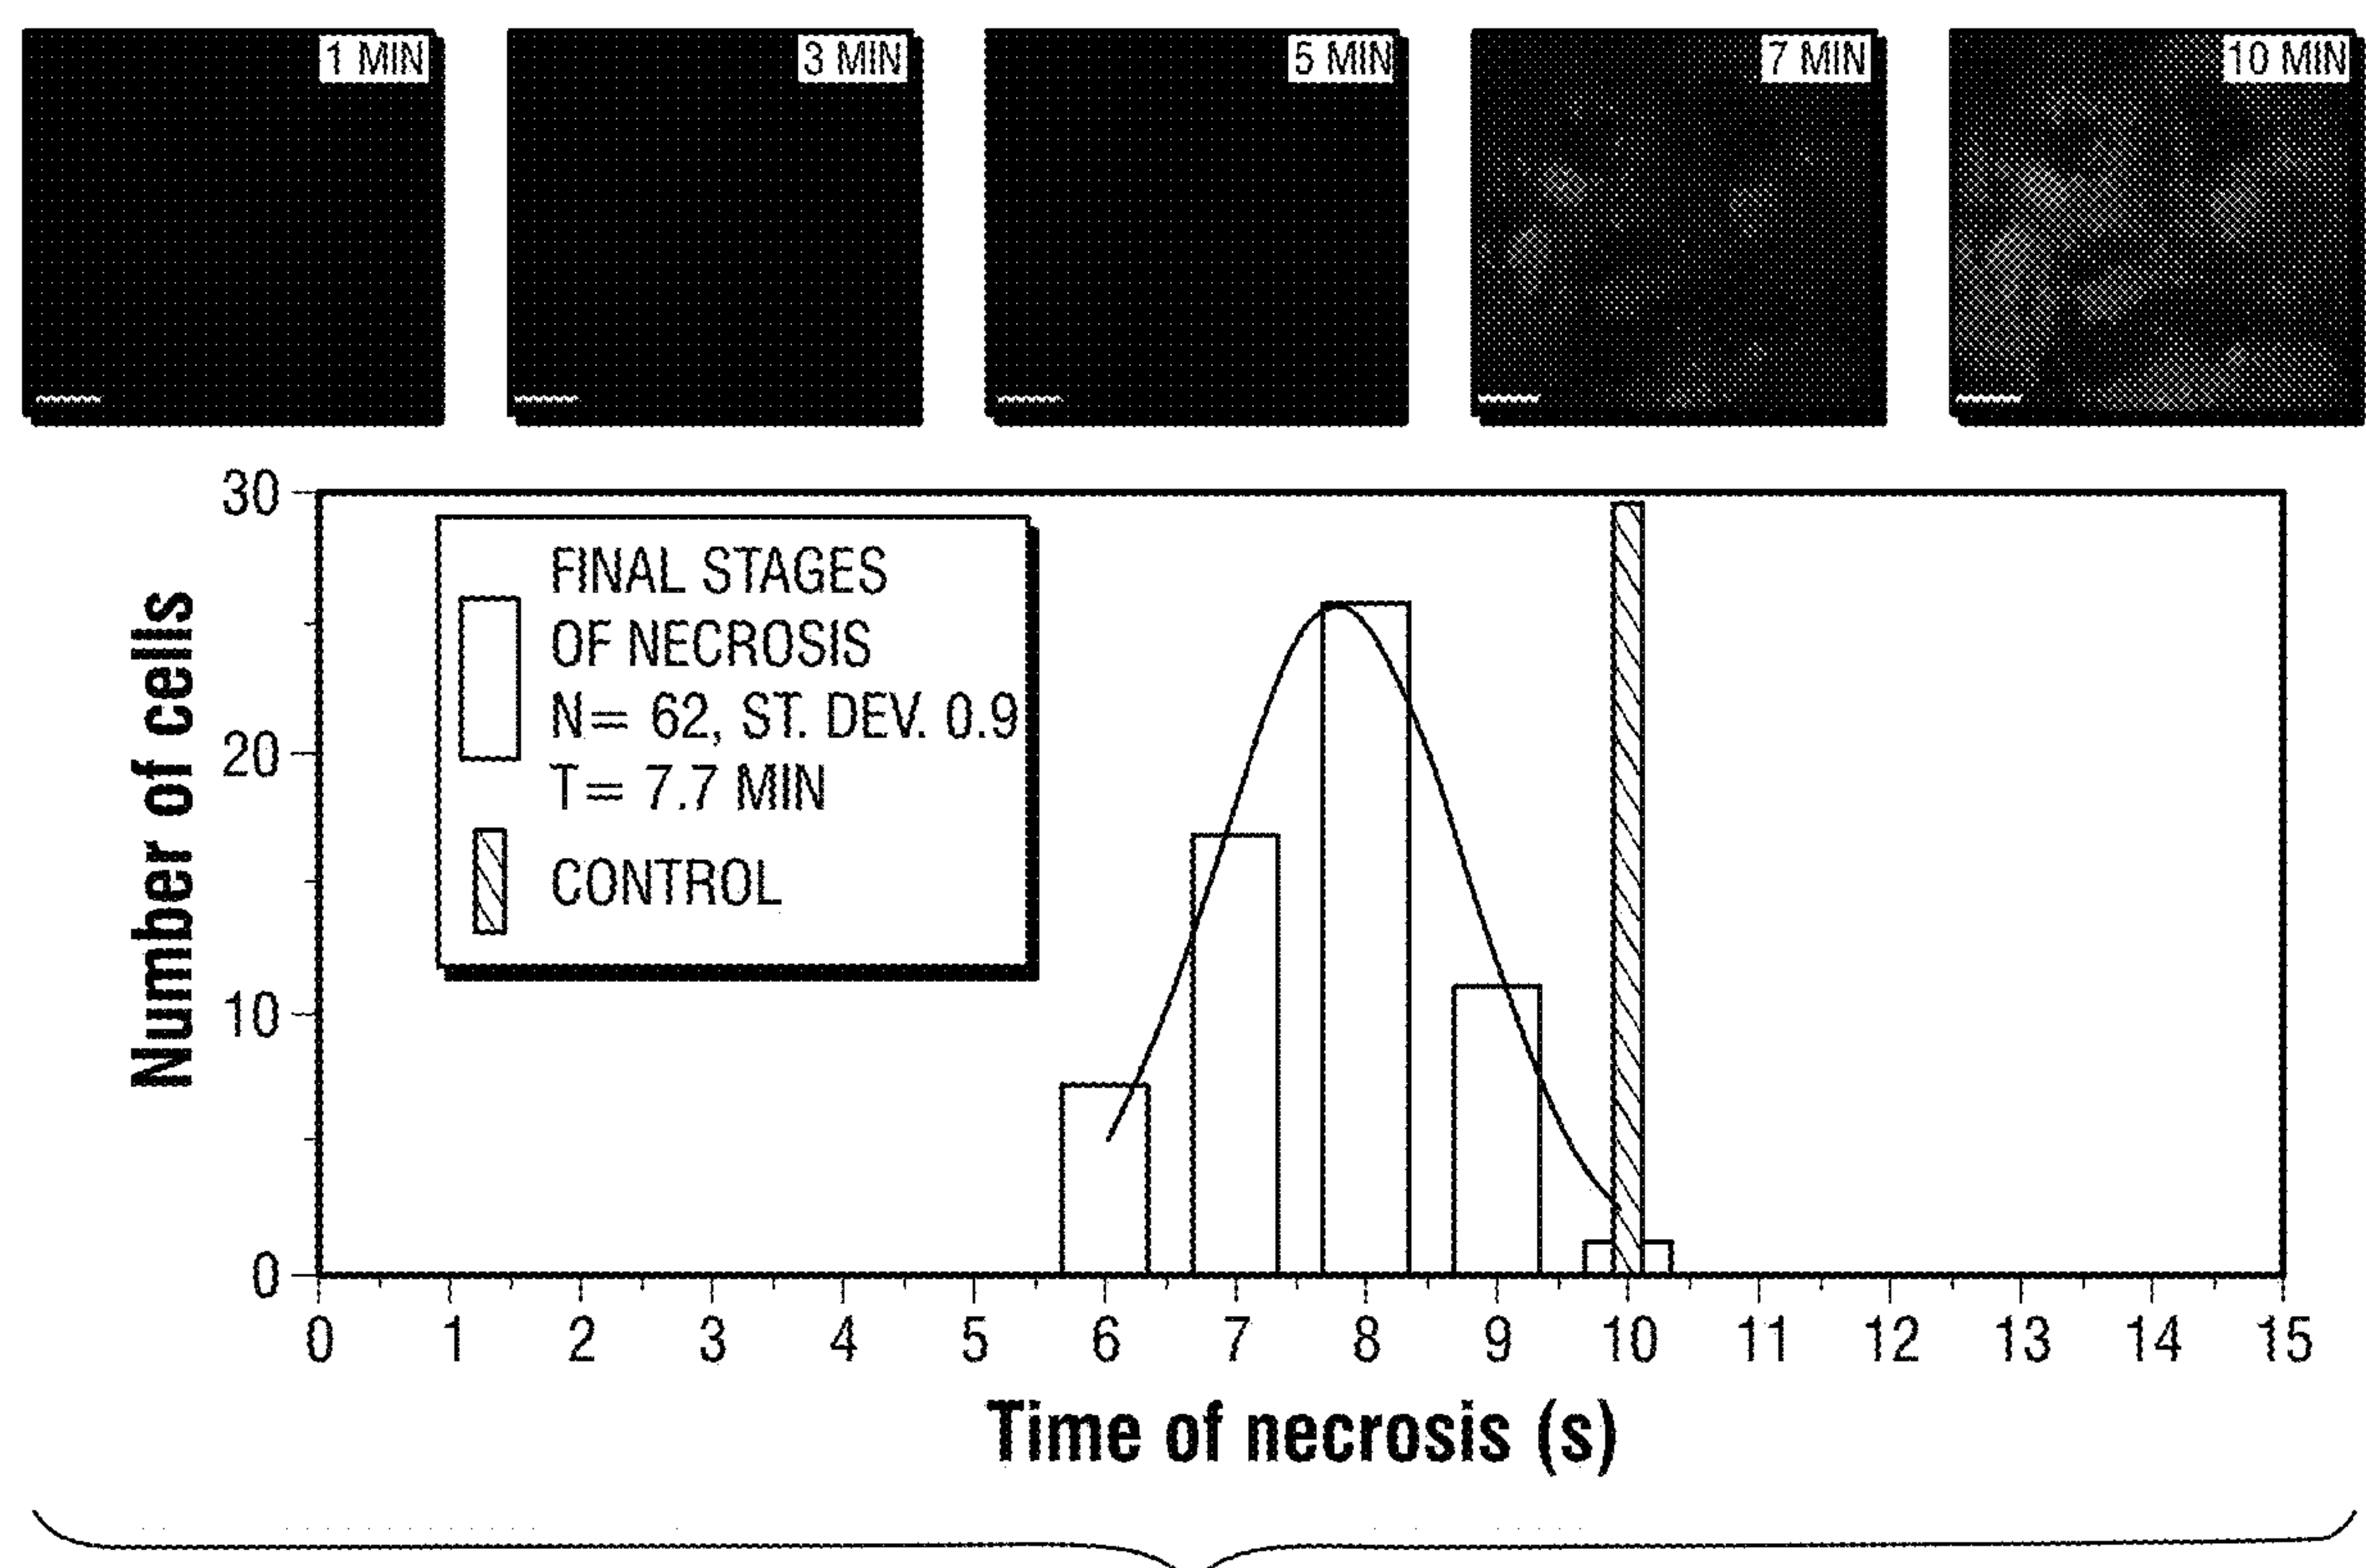 1 MIN
3 MIN
5 MIN
7 MIN
10 MIN
30
20
10
0
Number of cells
FINAL STAGES
OF NECROSIS
N= 62, ST. DEV. 0.9
T= 7.7 MIN
CONTROL
0 1 2 3 4 5 6 7 8 9 10 11 12 13 14 15
Time of necrosis (s)